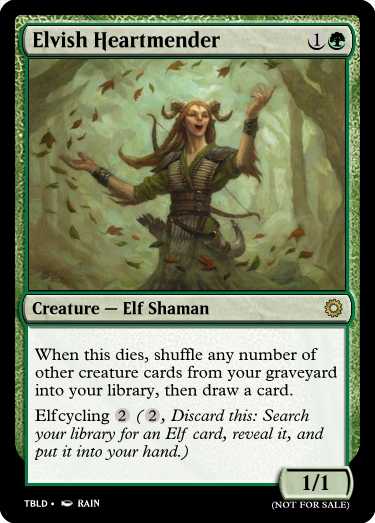 Elvish Heartmender 1
Creature — Elf Shaman
When this dies, shuffle any number of
other creature cards from your graveyard
into your library, then draw a card.
Elfcycling 2 (2, Discard this: Search
your library for an Elf card, reveal it, and
put it into your hand.)
1/1
TBLD • RAIN
(NOT FOR SALE)